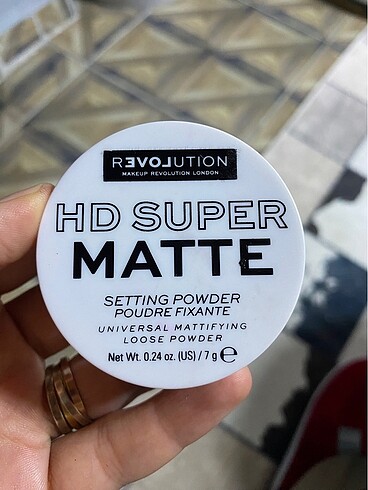 REVOLUTION
MAKEUP REVOLUTION LONDON
HD SUPER
MATTE
SETTING POWDER
POUDRE FIXANTE
UNIVERSAL MATTIFYING
LOOSE POWDER
Net Wt. 0.24 oz. (US) / 7 g ℮